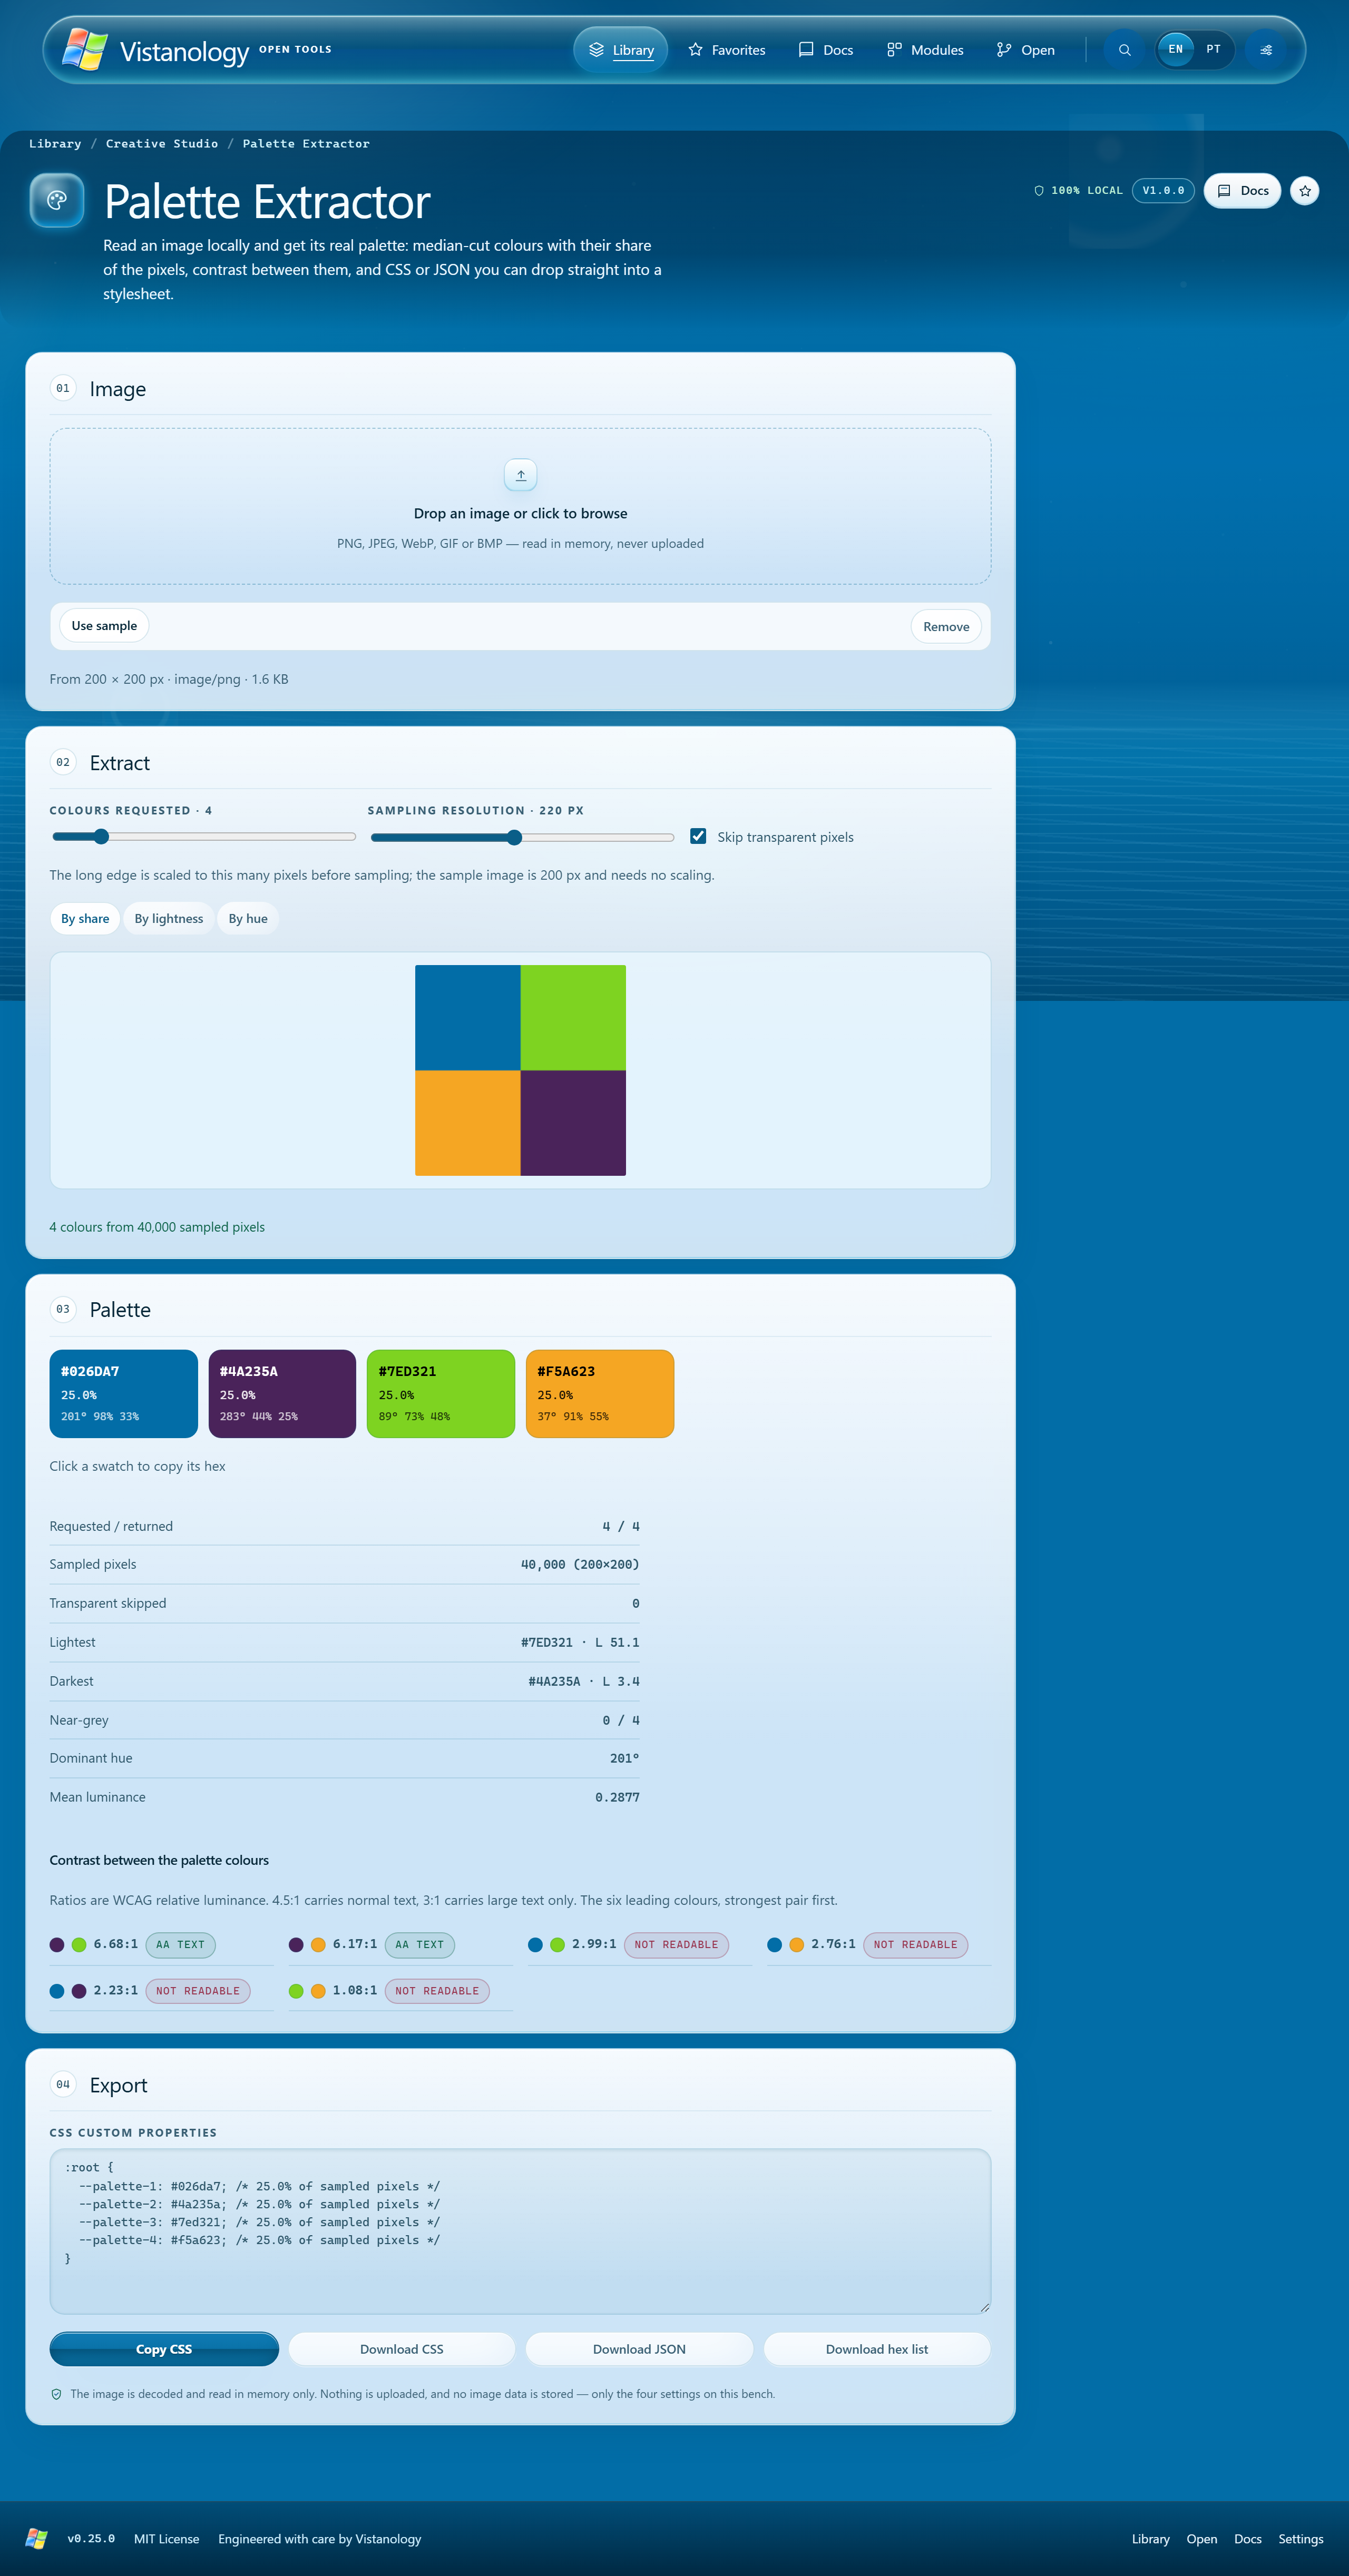 Vistanology OPEN TOOLS
Library
Favorites
Docs
Modules
Open
EN
PT
Library / Creative Studio / Palette Extractor
Palette Extractor
100% LOCAL
V1.0.0
Docs
Read an image locally and get its real palette: median-cut colours with their share
of the pixels, contrast between them, and CSS or JSON you can drop straight into a
stylesheet.
01 Image
Drop an image or click to browse
PNG, JPEG, WebP, GIF or BMP — read in memory, never uploaded
Use sample
Remove
From 200 × 200 px · image/png · 1.6 KB
02 Extract
COLOURS REQUESTED · 4
SAMPLING RESOLUTION · 220 PX
Skip transparent pixels
The long edge is scaled to this many pixels before sampling; the sample image is 200 px and needs no scaling.
By share
By lightness
By hue
4 colours from 40,000 sampled pixels
03 Palette
#026DA7
25.0%
201° 98% 33%
#4A235A
25.0%
283° 44% 25%
#7ED321
25.0%
89° 73% 48%
#F5A623
25.0%
37° 91% 55%
Click a swatch to copy its hex
Requested / returned 4 / 4
Sampled pixels 40,000 (200×200)
Transparent skipped 0
Lightest #7ED321 · L 51.1
Darkest #4A235A · L 3.4
Near-grey 0 / 4
Dominant hue 201°
Mean luminance 0.2877
Contrast between the palette colours
Ratios are WCAG relative luminance. 4.5:1 carries normal text, 3:1 carries large text only. The six leading colours, strongest pair first.
6.68:1 AA TEXT
6.17:1 AA TEXT
2.99:1 NOT READABLE
2.76:1 NOT READABLE
2.23:1 NOT READABLE
1.08:1 NOT READABLE
04 Export
CSS CUSTOM PROPERTIES
:root {
--palette-1: #026da7; /* 25.0% of sampled pixels */
--palette-2: #4a235a; /* 25.0% of sampled pixels */
--palette-3: #7ed321; /* 25.0% of sampled pixels */
--palette-4: #f5a623; /* 25.0% of sampled pixels */
}
Copy CSS
Download CSS
Download JSON
Download hex list
The image is decoded and read in memory only. Nothing is uploaded, and no image data is stored — only the four settings on this bench.
v0.25.0
MIT License
Engineered with care by Vistanology
Library
Open
Docs
Settings